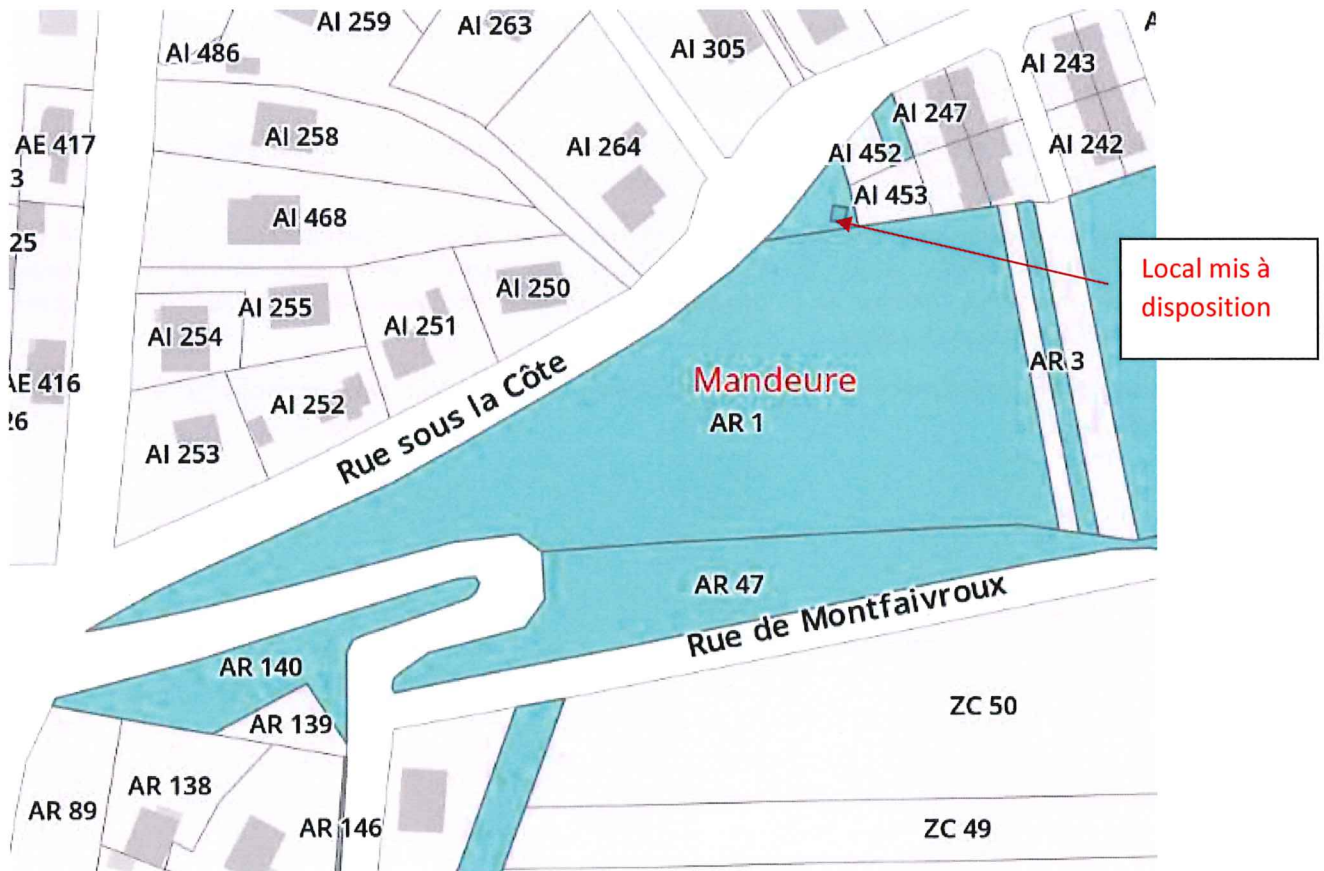 AI 259
AI 263
AI 486
AI 305
AI 243
AI 247
AE 417
AI 258
AI 264
AI 452
AI 242
3
AI 453
AI 468
25
Local mis à
disposition
AI 250
AI 255
AI 251
AI 254
AR 3
AE 416
Mandeure
AI 252
26
AR 1
Rue sous la Côte
AI 253
AR 47
Rue de Montfaivroux
AR 140
ZC 50
AR 139
AR 138
AR 89
AR 146
ZC 49